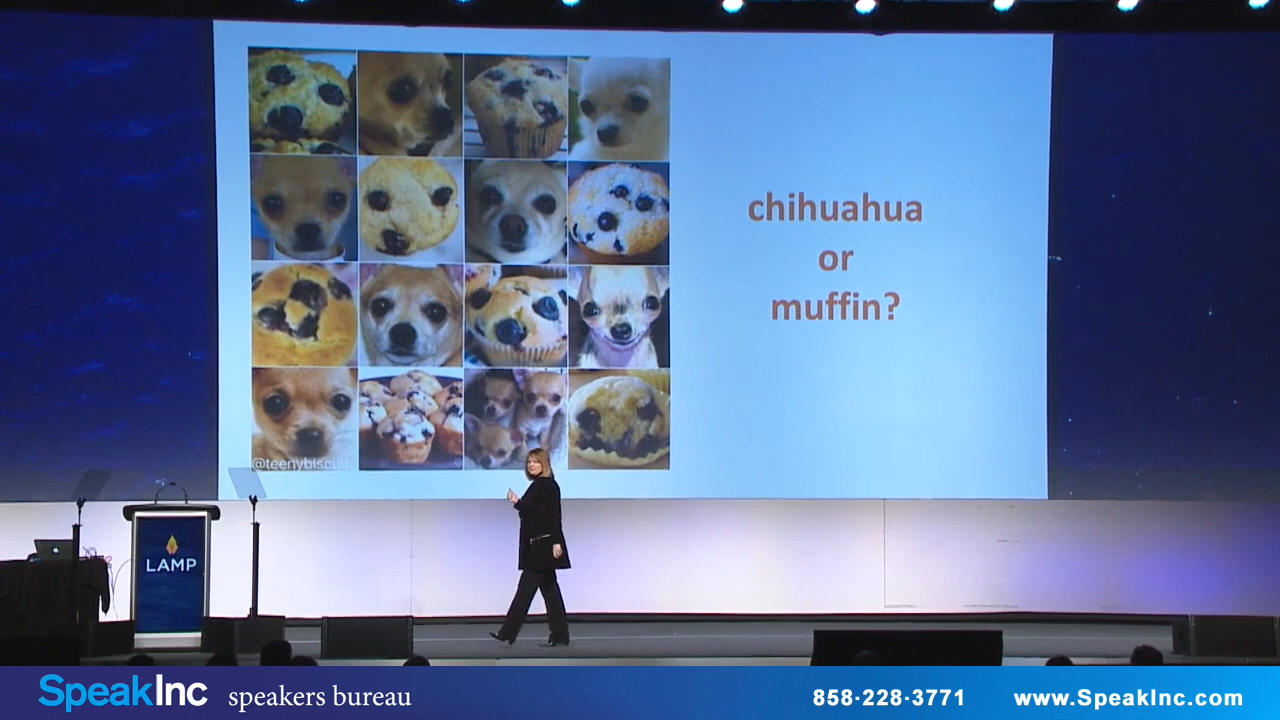 chihuahua
or
muffin?
@teenybiscuit
LAMP
SpeakInc speakers bureau
858-228-3771
www.SpeakInc.com